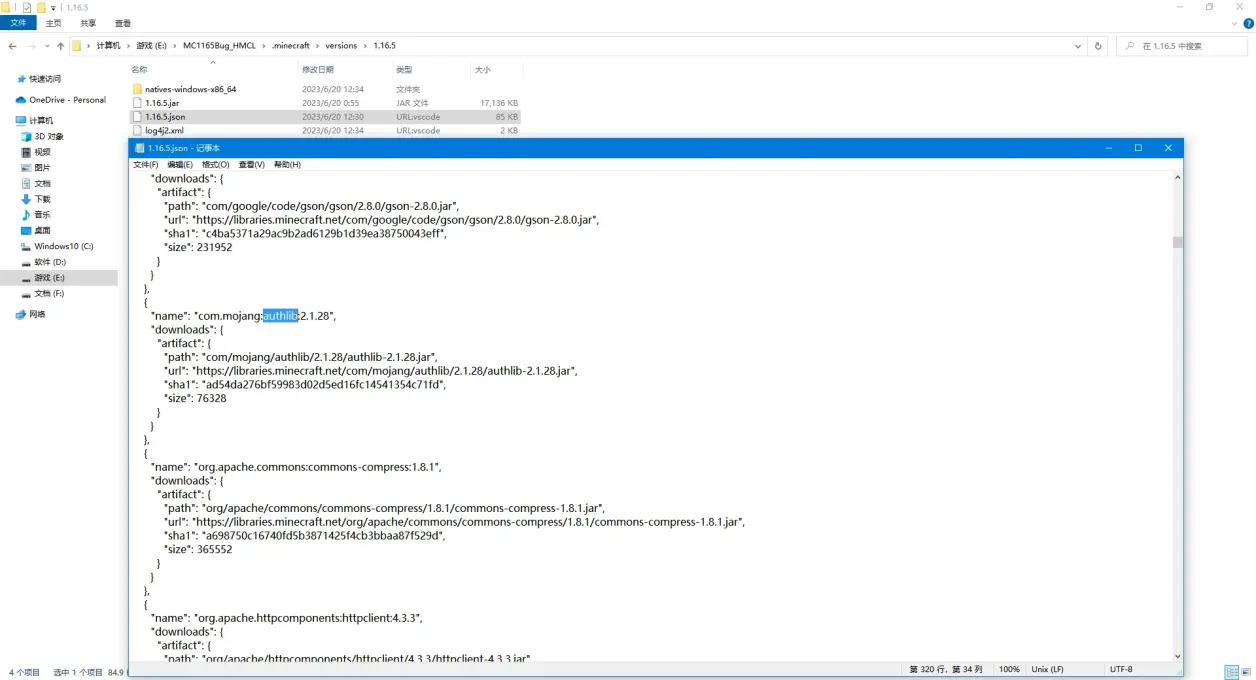 1.16.5
文件 主页 共享 查看
计算机 游戏 (E:) MC1165Bug_HMCL .minecraft versions 1.16.5
在 1.16.5 中搜索
名称 修改日期 类型 大小
快速访问
OneDrive - Personal
计算机
3D 对象
视频
图片
文档
下载
音乐
桌面
Windows10 (C:)
软件 (D:)
游戏 (E:)
文档 (F:)
网络
natives-windows-x86_64 2023/6/20 12:34 文件夹
1.16.5.jar 2023/6/20 0:55 JAR 文件 17,136 KB
1.16.5.json 2023/6/20 12:30 URL:vscode 85 KB
log4j2.xml 2023/6/20 12:34 URL:vscode 2 KB
1.16.5.json - 记事本
文件(F) 编辑(E) 格式(O) 查看(V) 帮助(H)
"downloads": {
"artifact": {
"path": "com/google/code/gson/gson/2.8.0/gson-2.8.0.jar",
"url": "https://libraries.minecraft.net/com/google/code/gson/gson/2.8.0/gson-2.8.0.jar",
"sha1": "c4ba5371a29ac9b2ad6129b1d39ea38750043eff",
"size": 231952
}
}
},
{
"name": "com.mojang:authlib:2.1.28",
"downloads": {
"artifact": {
"path": "com/mojang/authlib/2.1.28/authlib-2.1.28.jar",
"url": "https://libraries.minecraft.net/com/mojang/authlib/2.1.28/authlib-2.1.28.jar",
"sha1": "ad54da276bf59983d02d5ed16fc14541354c71fd",
"size": 76328
}
}
},
{
"name": "org.apache.commons:commons-compress:1.8.1",
"downloads": {
"artifact": {
"path": "org/apache/commons/commons-compress/1.8.1/commons-compress-1.8.1.jar",
"url": "https://libraries.minecraft.net/org/apache/commons/commons-compress/1.8.1/commons-compress-1.8.1.jar",
"sha1": "a698750c16740fd5b3871425f4cb3bbaa87f529d",
"size": 365552
}
}
},
{
"name": "org.apache.httpcomponents:httpclient:4.3.3",
"downloads": {
"artifact": {
"path": "org/apache/httpcomponents/httpclient/4.3.3/httpclient-4.3.3.jar"
第 320 行，第 34 列 100% Unix (LF) UTF-8
4 个项目 选中 1 个项目 84.9